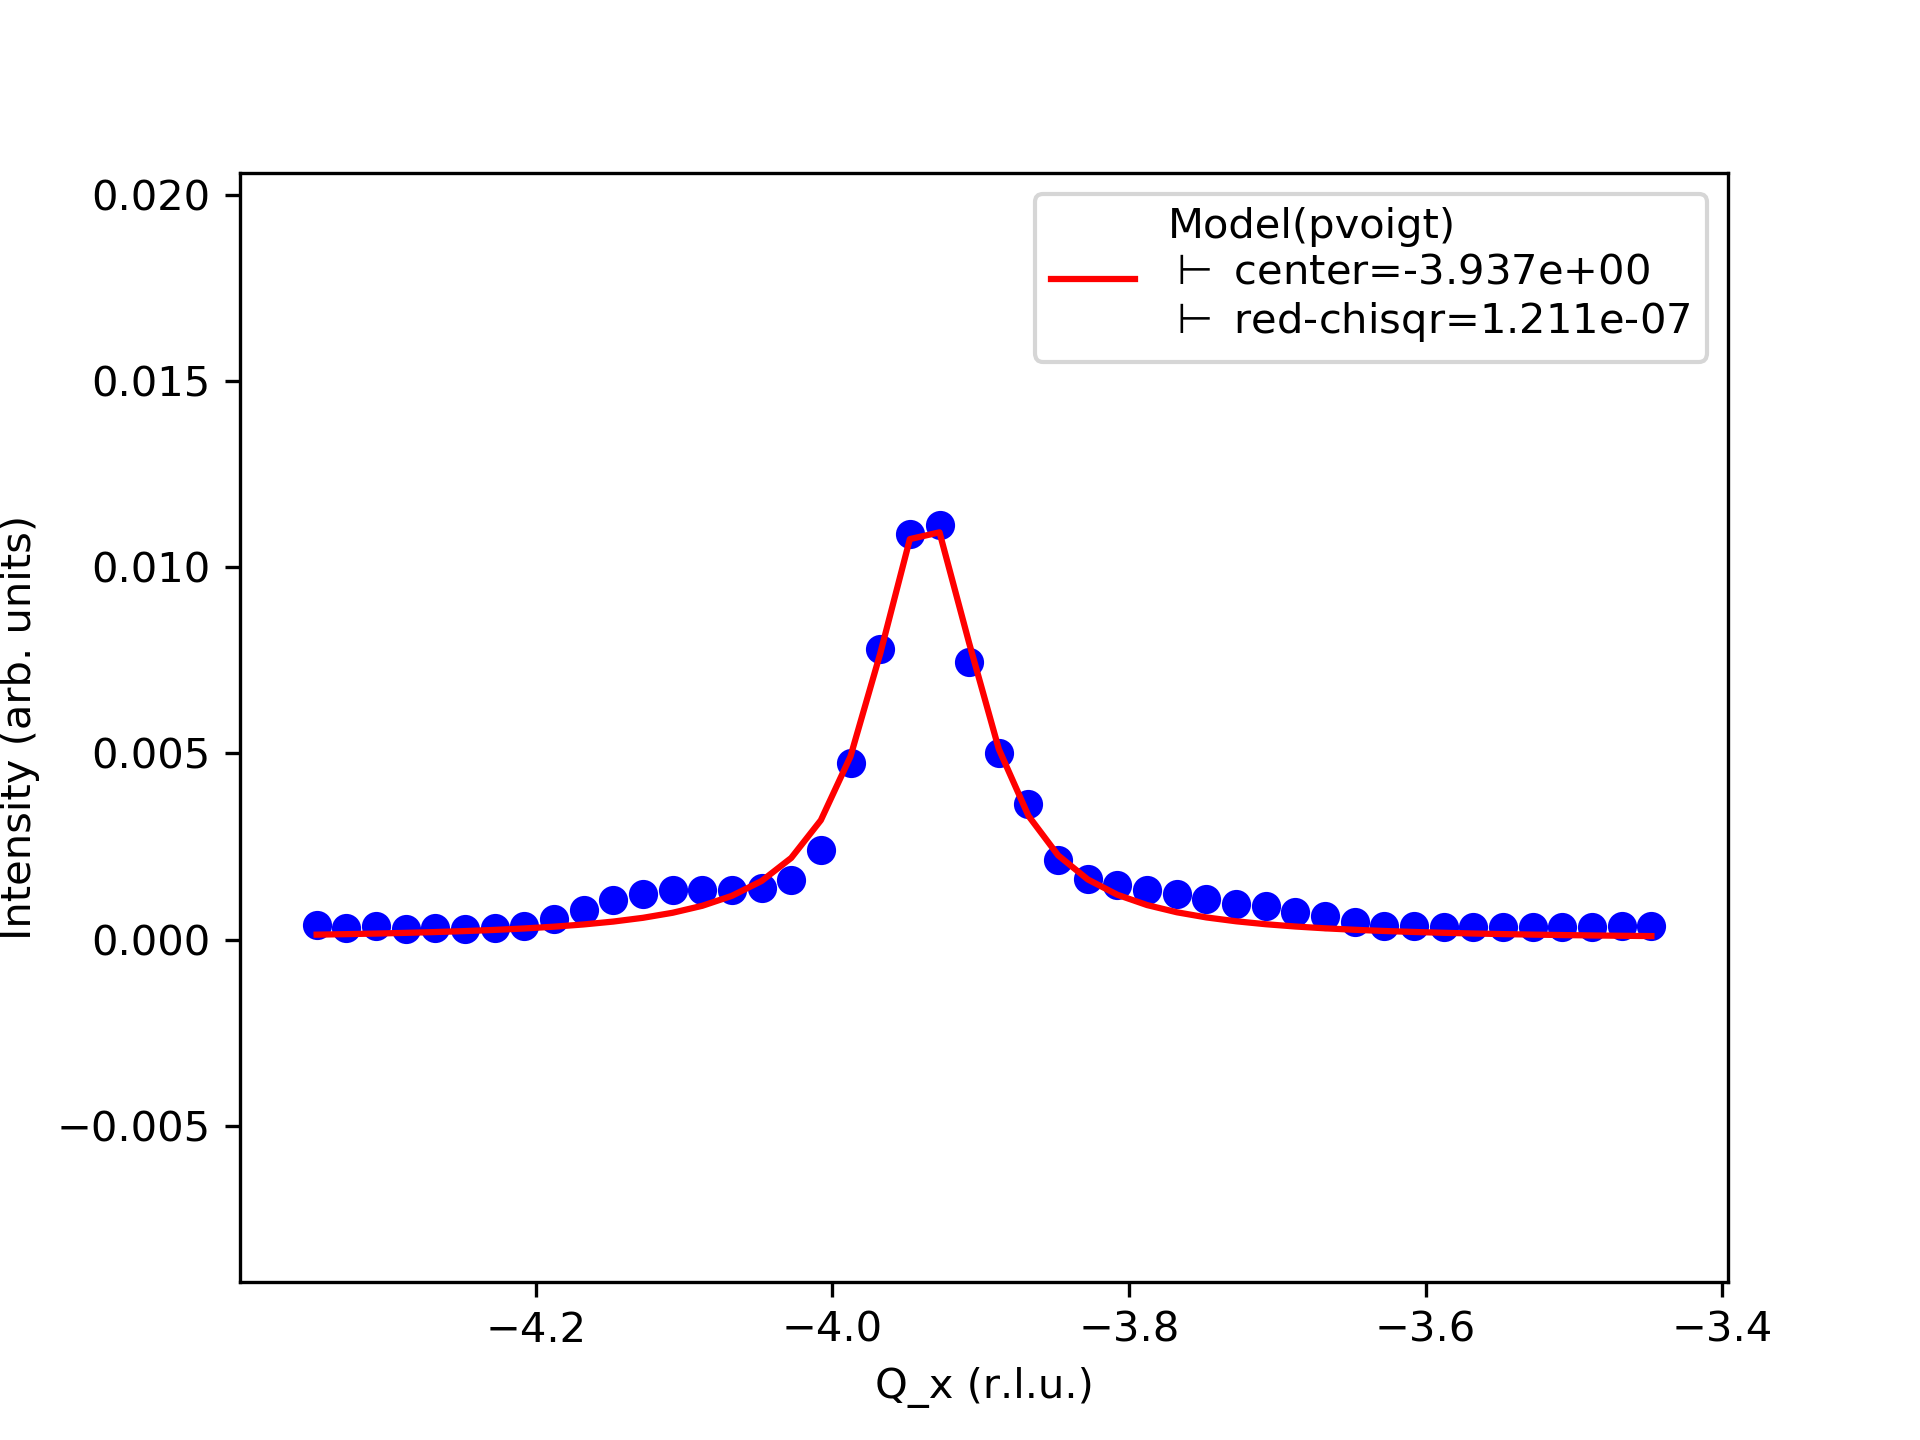 0.020
0.015
0.010
0.005
0.000
−0.005
Intensity (arb. units)
Model(pvoigt)
⊢ center=-3.937e+00
⊢ red-chisqr=1.211e-07
−4.2
−4.0
−3.8
−3.6
−3.4
Q_x (r.l.u.)